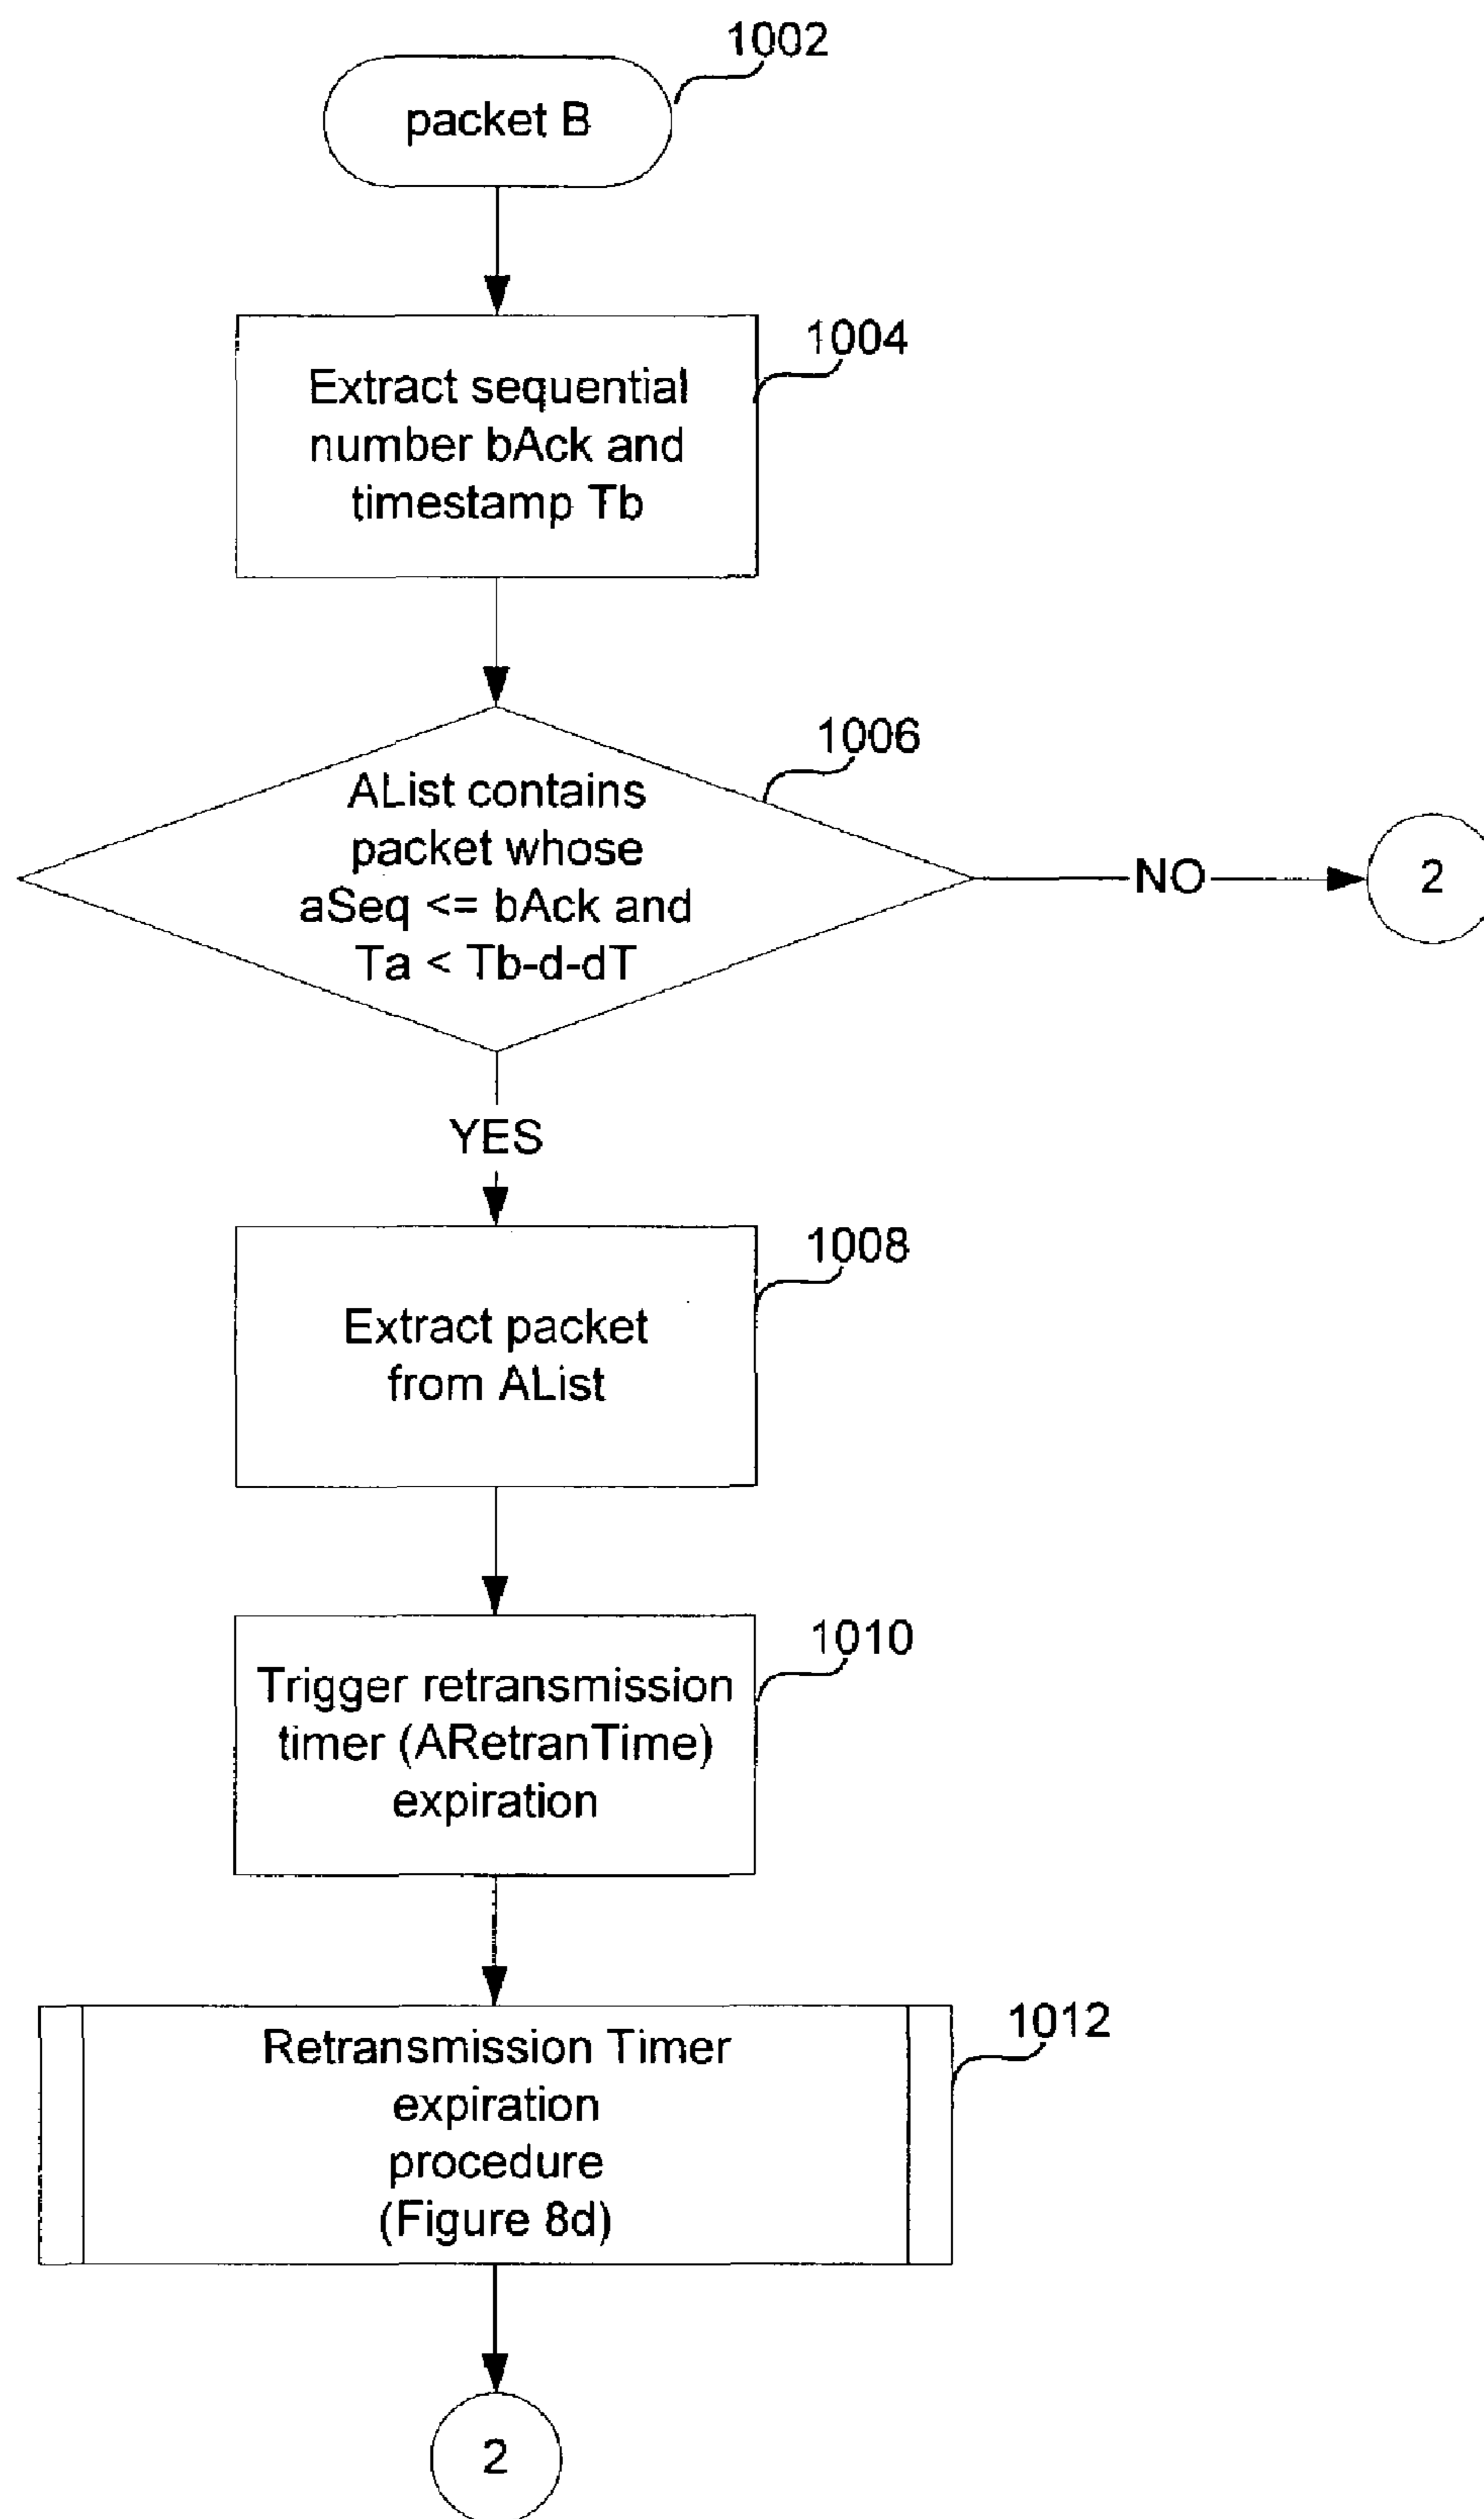 1002
packet B
1004
Extract sequential
number bAck and
timestamp Tb
1006
AList contains
packet whose
aSeq <= bAck and
Ta < Tb-d-dT
NO
2
YES
1008
Extract packet
from AList
1010
Trigger retransmission
timer (ARetranTime)
expiration
1012
Retransmission Timer
expiration
procedure
(Figure 8d)
2